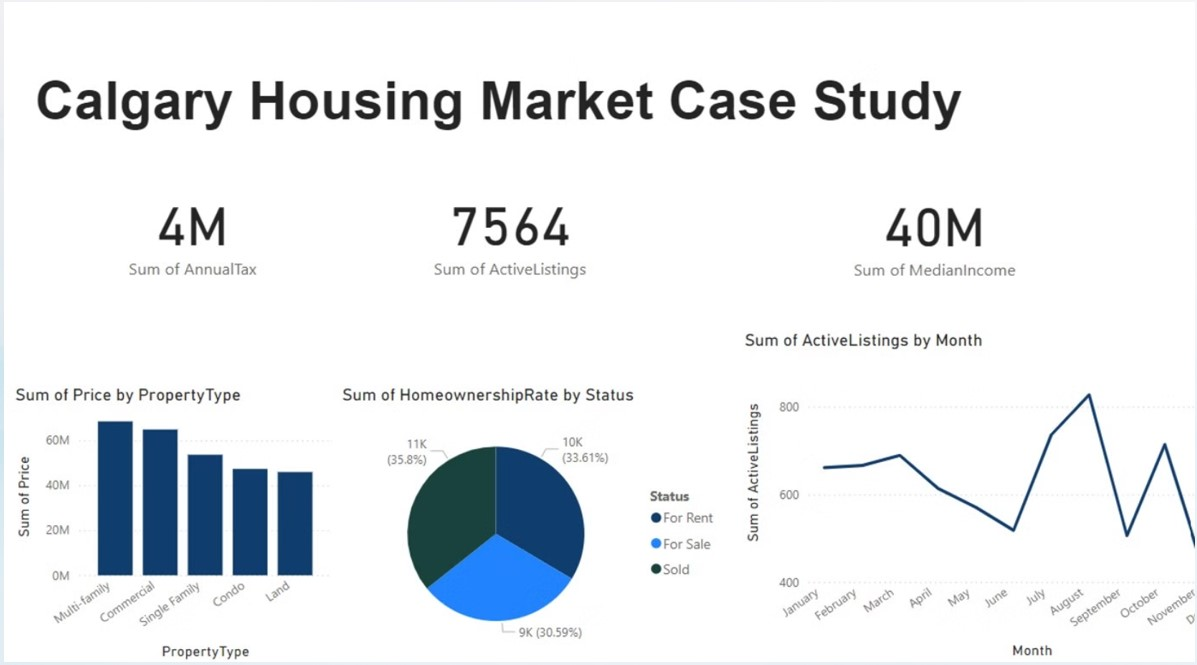 Calgary Housing Market Case Study
4M
Sum of AnnualTax
7564
Sum of ActiveListings
40M
Sum of MedianIncome
Sum of Price by PropertyType
Sum of Price
60M
40M
20M
0M
Multi-family
Commercial
Single Family
Condo
Land
PropertyType
Sum of HomeownershipRate by Status
11K
(35.8%)
10K
(33.61%)
9K (30.59%)
Status
For Rent
For Sale
Sold
Sum of ActiveListings by Month
Sum of ActiveListings
800
600
400
January
February
March
April
May
June
July
August
September
October
November
Month